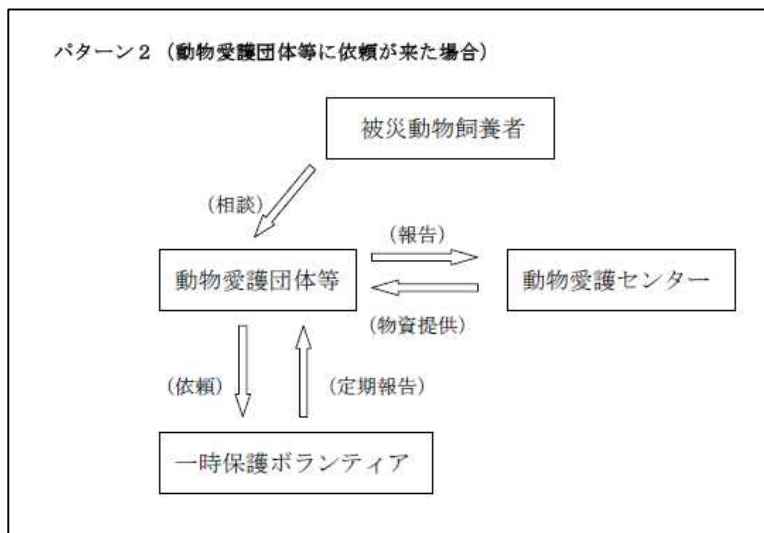 パターン２（動物愛護団体等に依頼が来た場合）
被災動物飼養者
（相談）
（報告）
動物愛護団体等
動物愛護センター
（物資提供）
（依頼）
（定期報告）
一時保護ボランティア